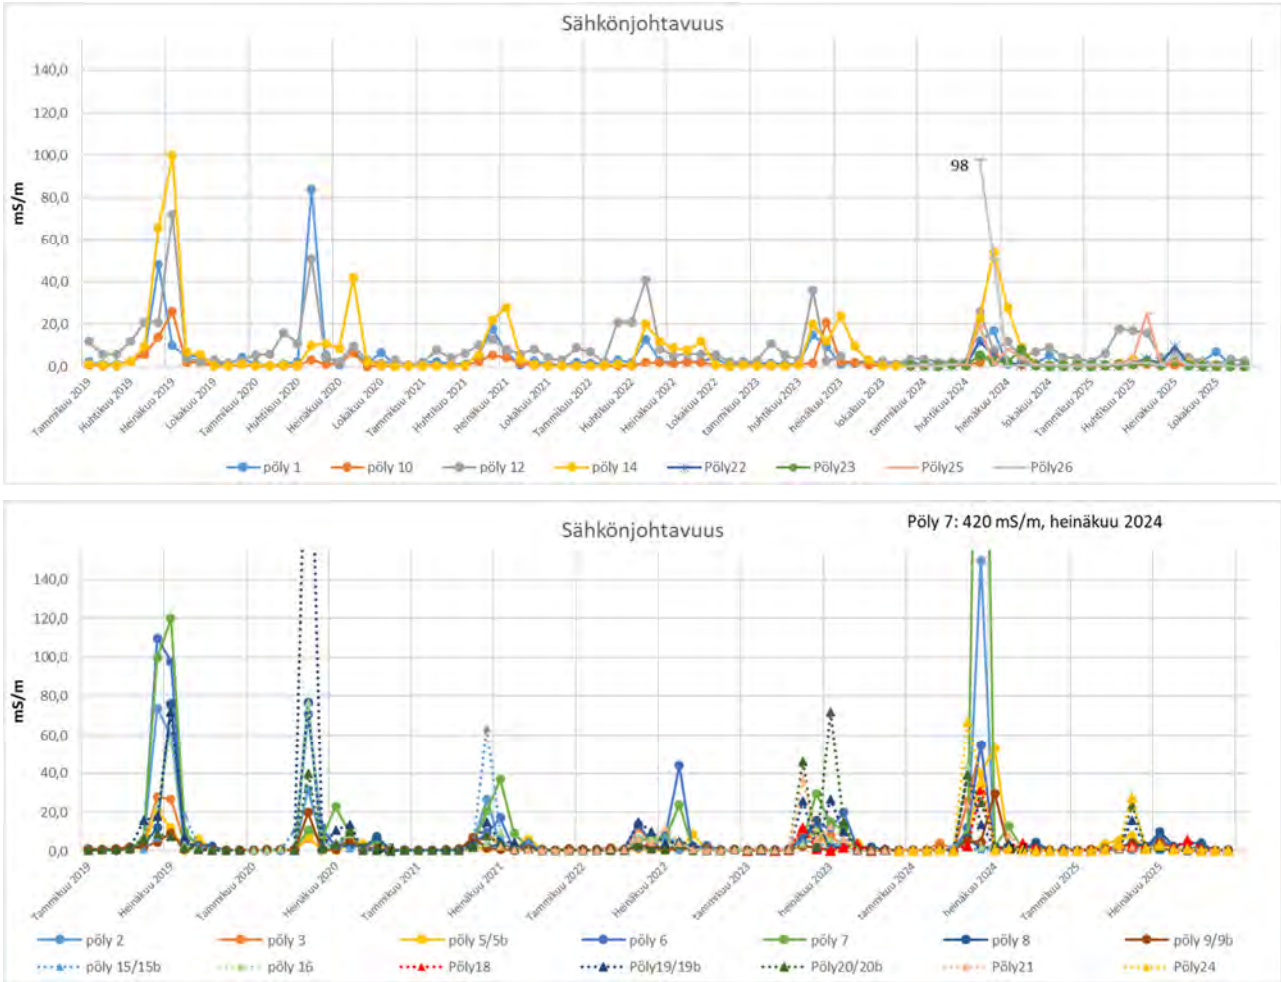 Sähkönjohtavuus
140,0
120,0
100,0
80,0
60,0
40,0
20,0
0,0
mS/m
98
Tammikuu 2019
Huhtikuu 2019
Heinäkuu 2019
Lokakuu 2019
Tammikuu 2020
Huhtikuu 2020
Heinäkuu 2020
Lokakuu 2020
Tammikuu 2021
Huhtikuu 2021
Heinäkuu 2021
Lokakuu 2021
Tammikuu 2022
Huhtikuu 2022
Heinäkuu 2022
Lokakuu 2022
tammikuu 2023
huhtikuu 2023
heinäkuu 2023
lokakuu 2023
tammikuu 2024
huhtikuu 2024
heinäkuu 2024
lokakuu 2024
Tammikuu 2025
Huhtikuu 2025
Heinäkuu 2025
Lokakuu 2025
pöly 1 pöly 10 pöly 12 pöly 14 Pöly22 Pöly23 Pöly25 Pöly26
Pöly 7: 420 mS/m, heinäkuu 2024
Sähkönjohtavuus
140,0
120,0
100,0
80,0
60,0
40,0
20,0
0,0
mS/m
Tammikuu 2019
Heinäkuu 2019
Tammikuu 2020
Heinäkuu 2020
Tammikuu 2021
Heinäkuu 2021
Tammikuu 2022
Heinäkuu 2022
tammikuu 2023
heinäkuu 2023
tammikuu 2024
heinäkuu 2024
Tammikuu 2025
Heinäkuu 2025
pöly 2 pöly 3 pöly 5/5b pöly 6 pöly 7 pöly 8 pöly 9/9b
pöly 15/15b pöly 16 Pöly18 Pöly19/19b Pöly20/20b Pöly21 Pöly24